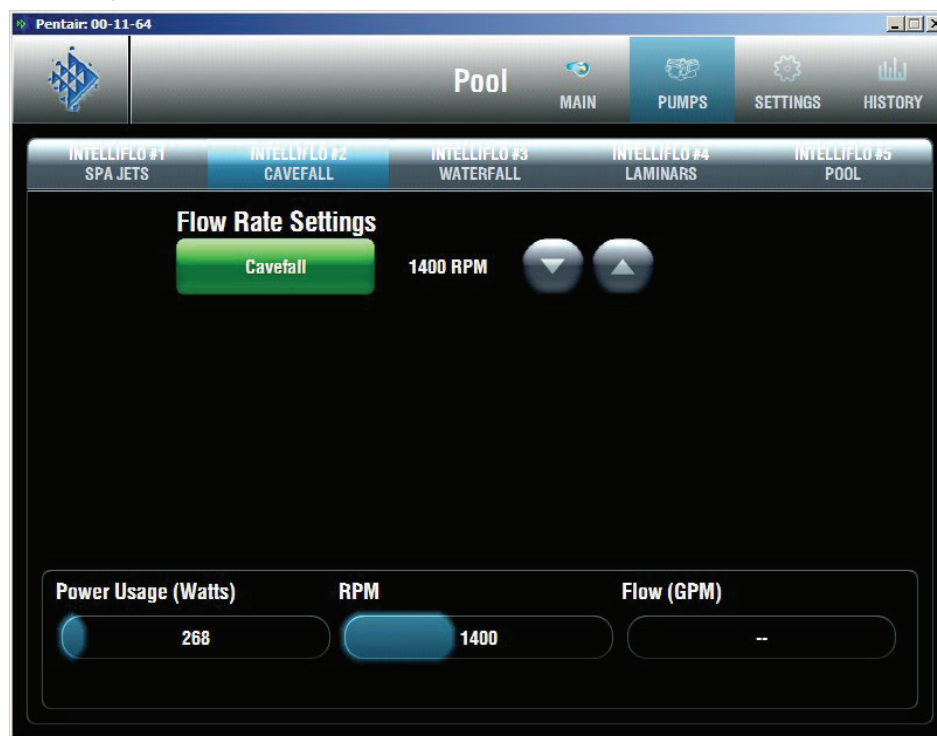 Pentair: 00-11-64
Pool
MAIN
PUMPS
SETTINGS
HISTORY
INTELLIFLO #1
SPA JETS
INTELLIFLO #2
CAVEFALL
INTELLIFLO #3
WATERFALL
INTELLIFLO #4
LAMINARS
INTELLIFLO #5
POOL
Flow Rate Settings
Cavefall
1400 RPM
Power Usage (Watts)
RPM
Flow (GPM)
268
1400
--